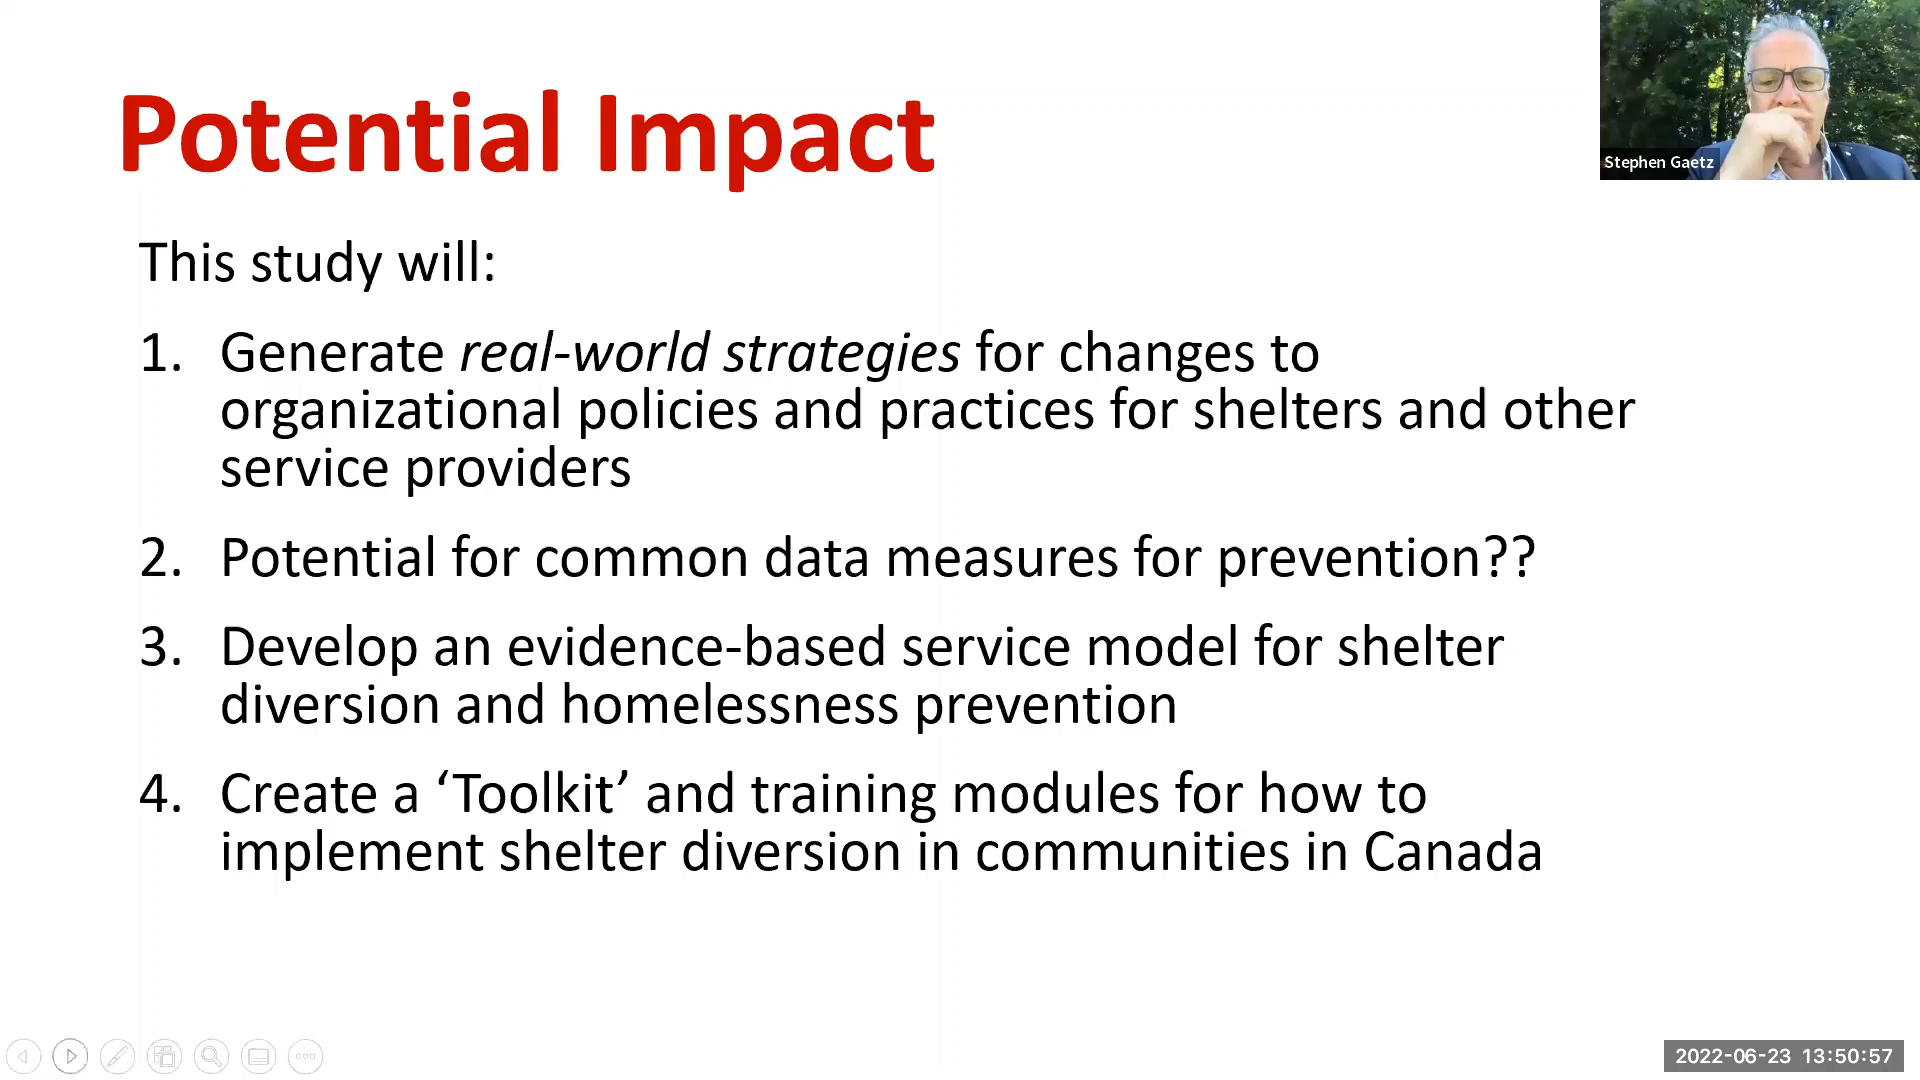 Potential Impact
Stephen Gaetz
This study will:
1. Generate real-world strategies for changes to
organizational policies and practices for shelters and other
service providers
2. Potential for common data measures for prevention??
3. Develop an evidence-based service model for shelter
diversion and homelessness prevention
4. Create a ‘Toolkit’ and training modules for how to
implement shelter diversion in communities in Canada
2022-06-23 13:50:57